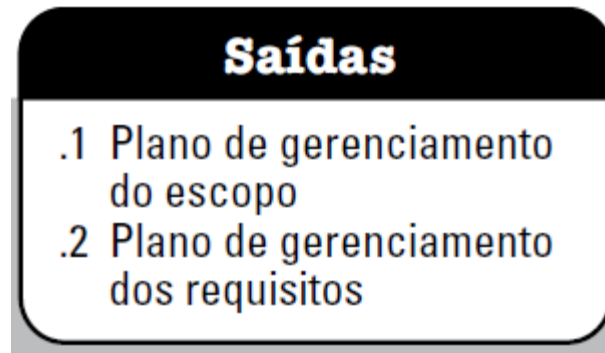 Saídas
.1 Plano de gerenciamento
do escopo
.2 Plano de gerenciamento
dos requisitos